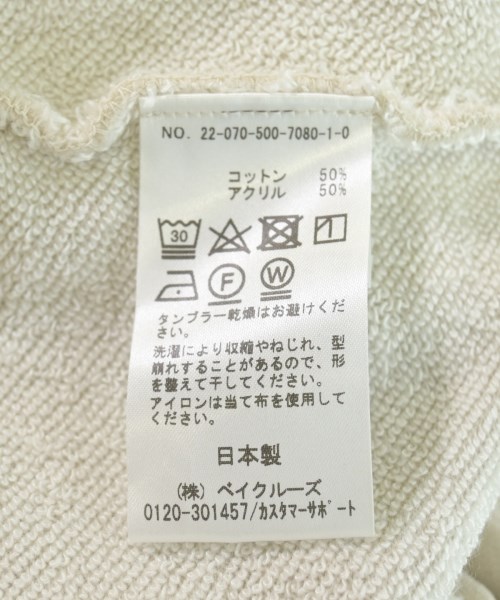 NO. 22-070-500-7080-1-0
コットン 50%
アクリル 50%
30
F W
タンブラー乾燥はお避けくだ
さい。
洗濯により収縮やねじれ、型
崩れすることがあるので、形
を整えて干してください。
アイロンは当て布を使用して
ください。
日本製
(株) ベイクルーズ
0120-301457/カスタマーサポート